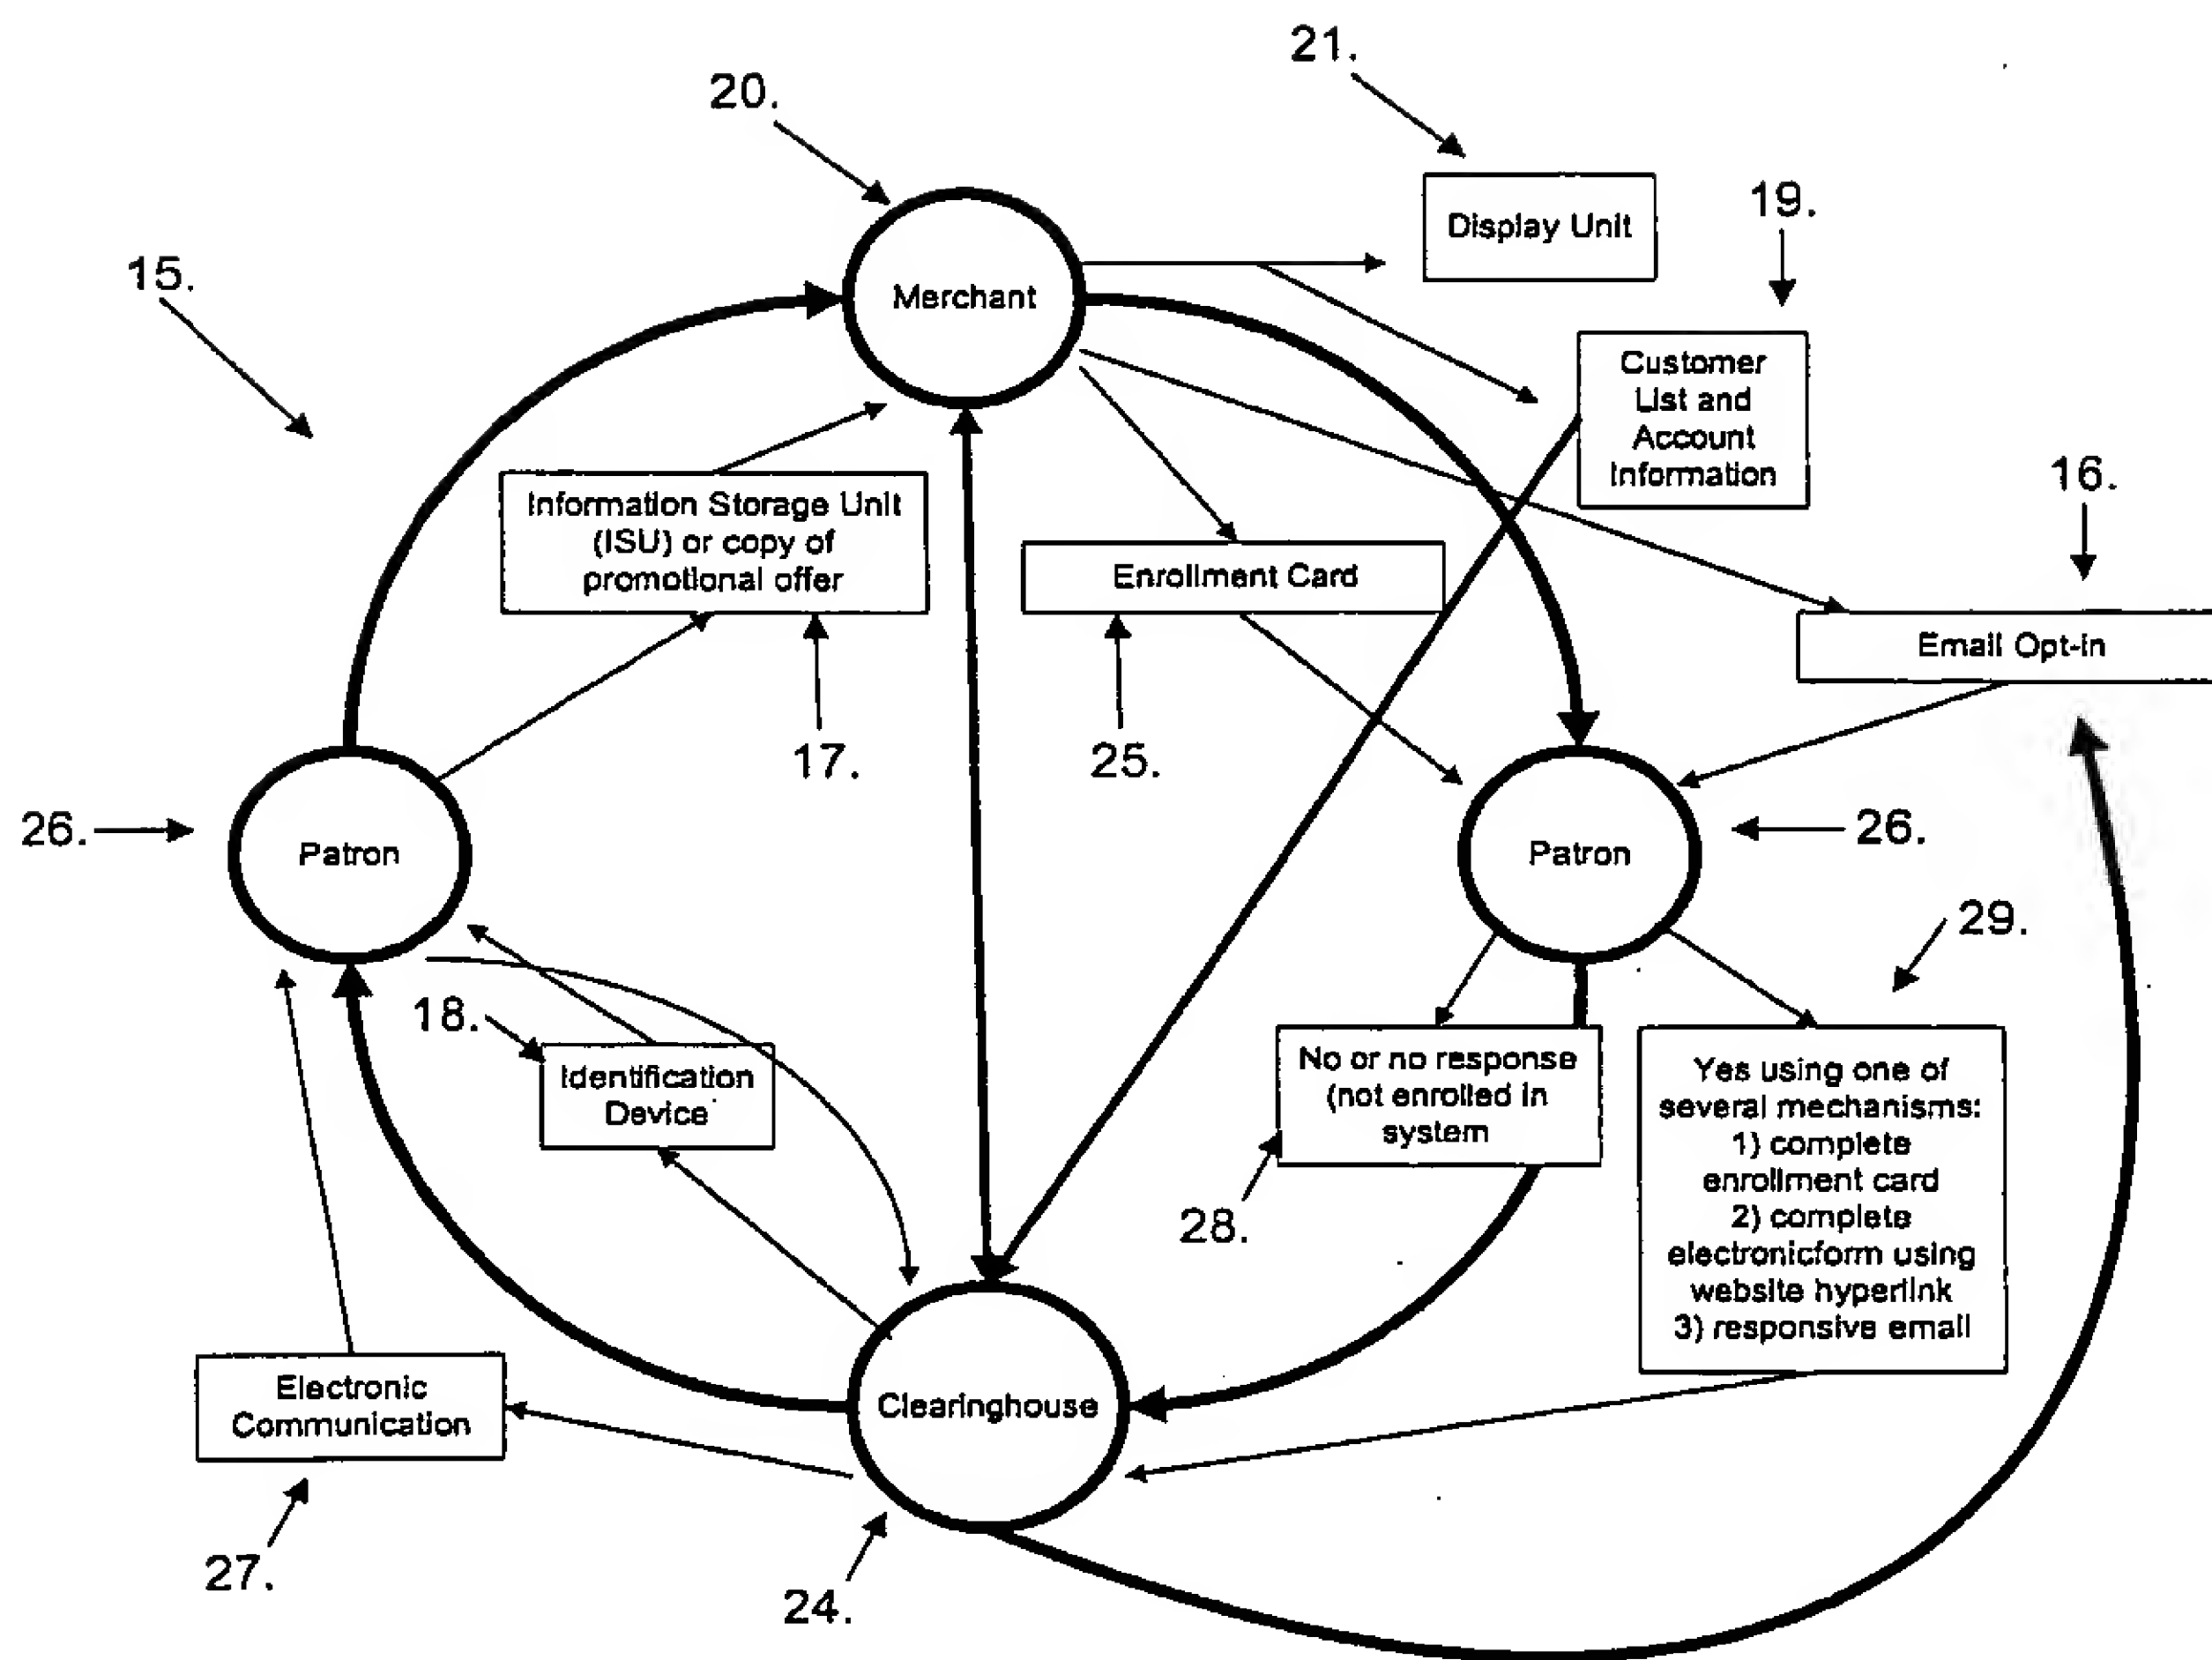 21.
20.
19.
Display Unit
15.
Merchant
Customer
List and
Account
Information
16.
Information Storage Unit
(ISU) or copy of
promotional offer
Enrollment Card
Email Opt-in
17.
25.
26.
Patron
Patron
26.
29.
18.
Identification
Device
No or no response
(not enrolled in
system
28.
Yes using one of
several mechanisms:
1) complete
enrollment card
2) complete
electronicform using
website hyperlink
3) responsive email
Electronic
Communication
Clearinghouse
27.
24.